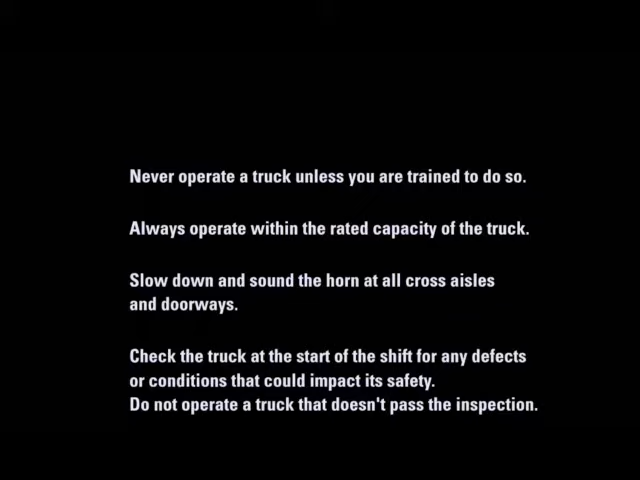 Never operate a truck unless you are trained to do so.
Always operate within the rated capacity of the truck.
Slow down and sound the horn at all cross aisles
and doorways.
Check the truck at the start of the shift for any defects
or conditions that could impact its safety.
Do not operate a truck that doesn't pass the inspection.